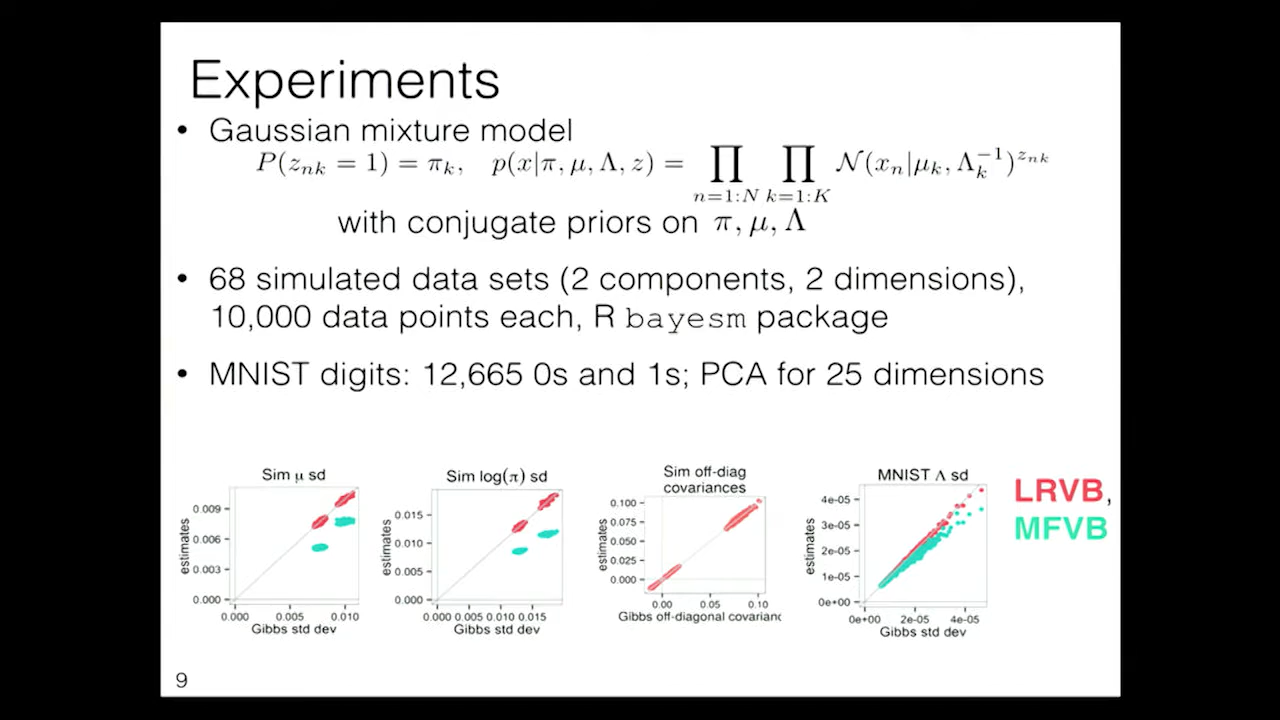 Experiments
• Gaussian mixture model
P(z_{nk} = 1) = π_k, p(x|π, μ, Λ, z) = ∏_{n=1:N} ∏_{k=1:K} 𝒩(x_n|μ_k, Λ_k^{-1})^{z_{nk}}
with conjugate priors on π, μ, Λ
• 68 simulated data sets (2 components, 2 dimensions),
10,000 data points each, R bayesm package
• MNIST digits: 12,665 0s and 1s; PCA for 25 dimensions
Sim μ sd
estimates
0.009
0.006
0.003
0.000
0.000 0.005 0.010
Gibbs std dev
Sim log(π) sd
estimates
0.015
0.010
0.005
0.000
0.000 0.005 0.010 0.015
Gibbs std dev
Sim off-diag
covariances
estimates
0.100
0.075
0.050
0.025
0.000
0.00 0.05 0.10
Gibbs off-diagonal covarianc
MNIST Λ sd
estimates
4e-05
3e-05
2e-05
1e-05
0e+00
0e+00 2e-05 4e-05
Gibbs std dev
LRVB,
MFVB
9